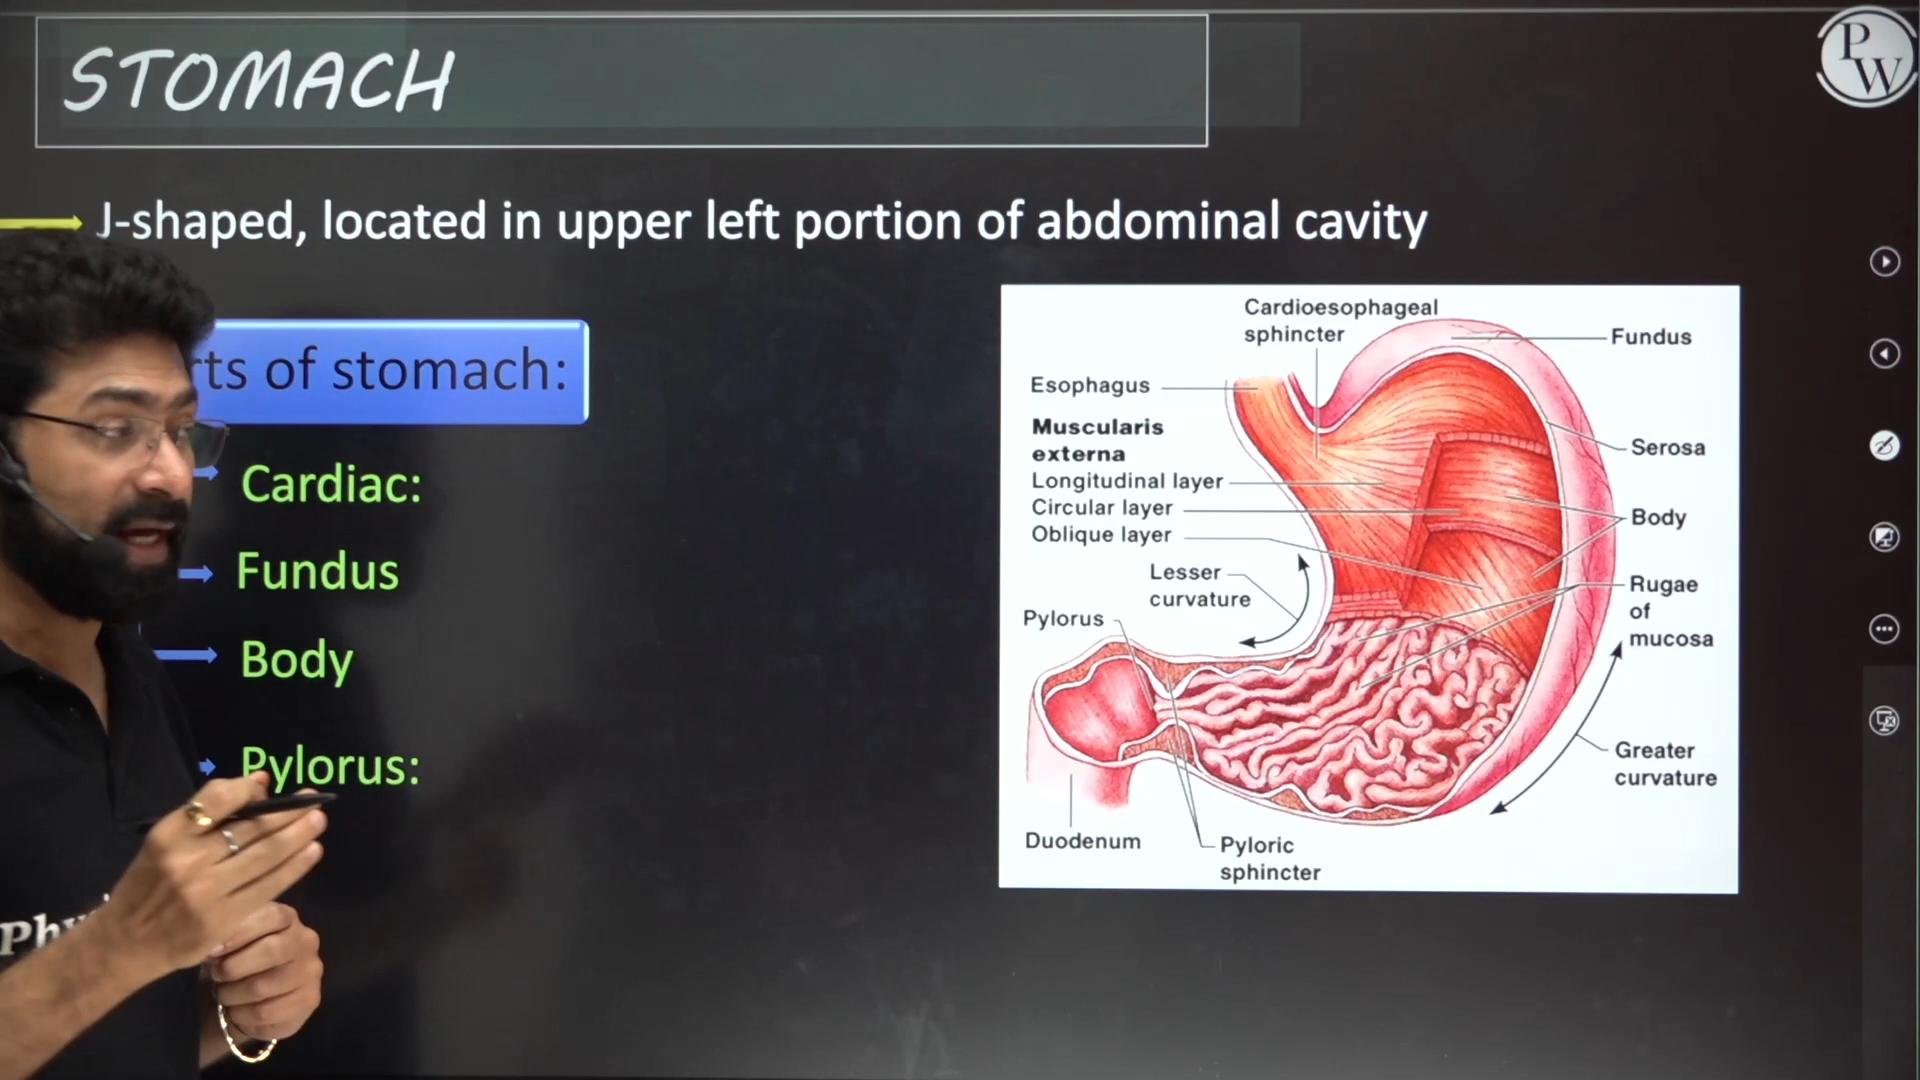 STOMACH
PW
J-shaped, located in upper left portion of abdominal cavity
of stomach:
Cardiac:
Fundus
Body
Pylorus:
Cardioesophageal
sphincter
Fundus
Esophagus
Muscularis
externa
Longitudinal layer
Circular layer
Oblique layer
Serosa
Body
Lesser
curvature
Rugae
of
mucosa
Pylorus
Greater
curvature
Duodenum
Pyloric
sphincter